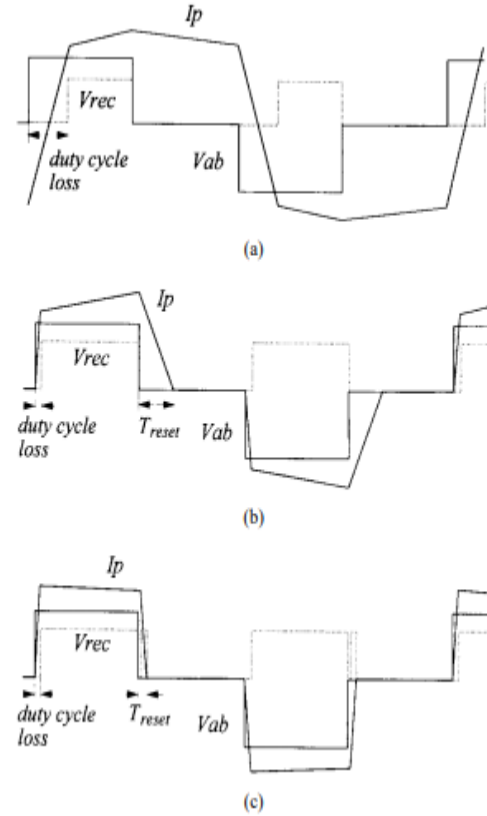 Ip
Vrec
duty cycle
loss
Vab
(a)
Ip
Vrec
duty cycle
loss
Treset
Vab
(b)
Ip
Vrec
duty cycle
loss
Treset
Vab
(c)